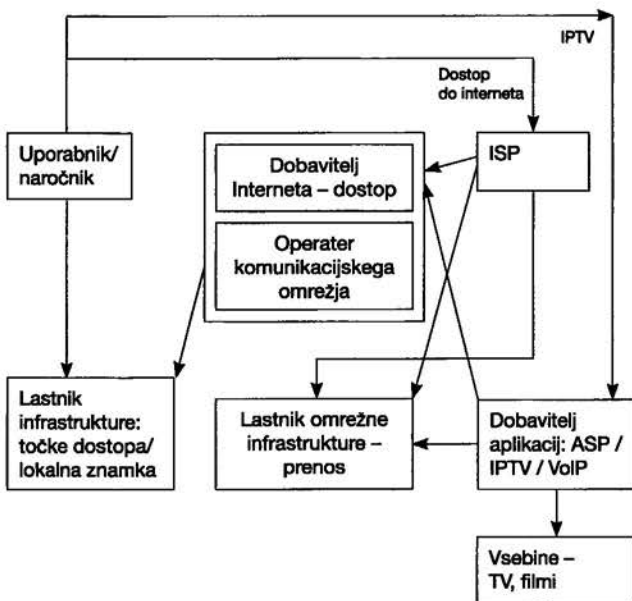 IPTV
Dostop
do interneta
Uporabnik/
naročnik
Dobavitelj
Interneta – dostop
Operater
komunikacijskega
omrežja
ISP
Lastnik
infrastrukture:
točke dostopa/
lokalna znamka
Lastnik omrežne
infrastrukture –
prenos
Dobavitelj
aplikacij: ASP /
IPTV / VoIP
Vsebine –
TV, filmi